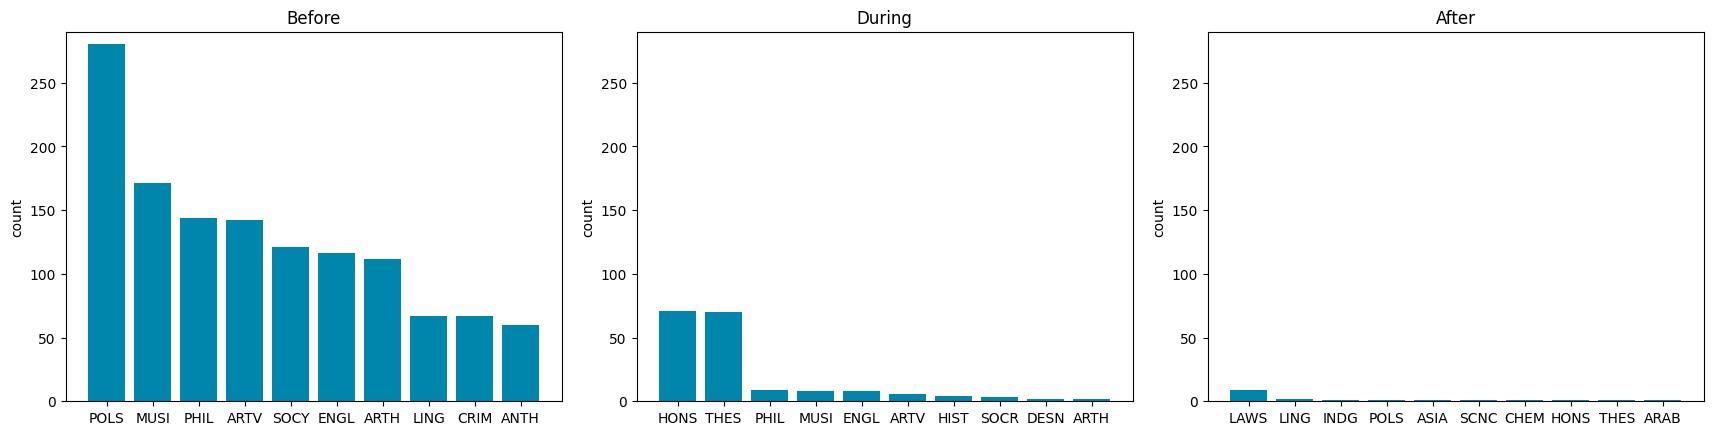 Before
250
200
150
100
50
0
count
POLS MUSI PHIL ARTV SOCY ENGL ARTH LING CRIM ANTH
During
250
200
150
100
50
0
count
HONS THES PHIL MUSI ENGL ARTV HIST SOCR DESN ARTH
After
250
200
150
100
50
0
count
LAWS LING INDG POLS ASIA SCNC CHEM HONS THES ARAB